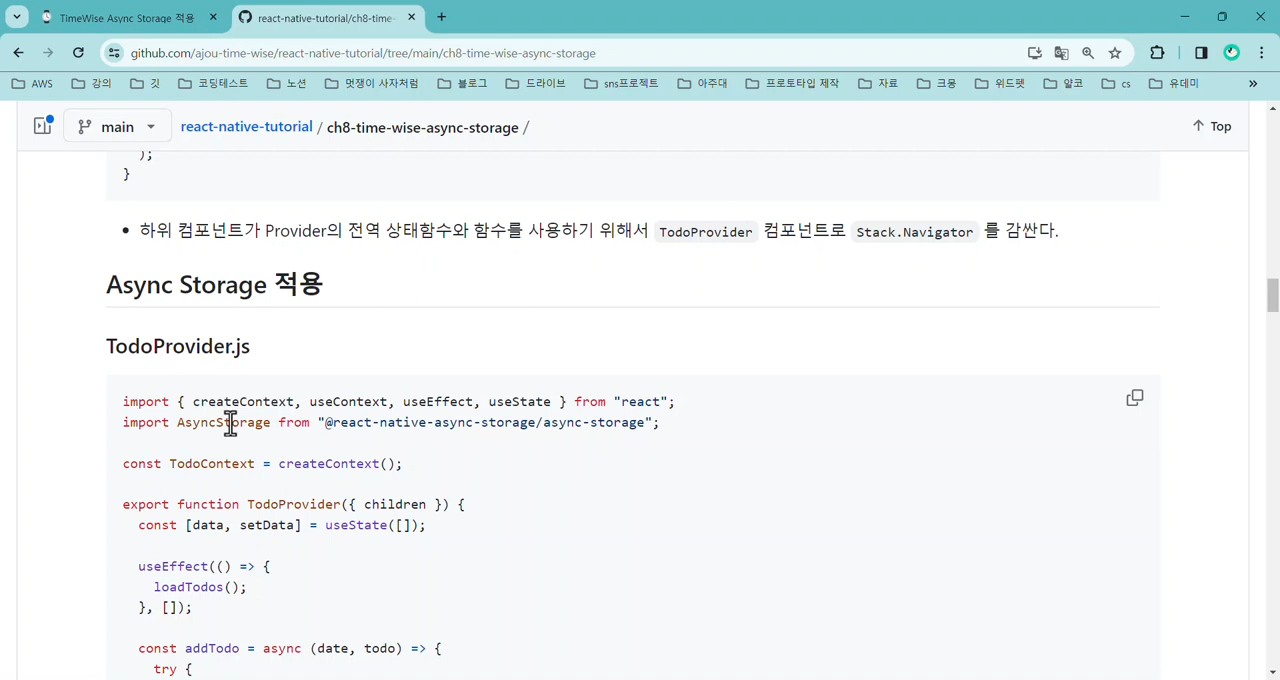 TimeWise Async Storage 적용
react-native-tutorial/ch8-time-
github.com/ajou-time-wise/react-native-tutorial/tree/main/ch8-time-wise-async-storage
AWS 강의 깃 코딩테스트 노션 멋쟁이 사자처럼 블로그 드라이브 sns프로젝트 아주대 프로토타입 제작 자료 크몽 위드펫 알코 cs 유데미 »
main react-native-tutorial / ch8-time-wise-async-storage / Top
);
}
• 하위 컴포넌트가 Provider의 전역 상태함수와 함수를 사용하기 위해서 TodoProvider 컴포넌트로 Stack.Navigator 를 감싼다.
Async Storage 적용
TodoProvider.js
import { createContext, useContext, useEffect, useState } from "react";
import AsyncStorage from "@react-native-async-storage/async-storage";
const TodoContext = createContext();
export function TodoProvider({ children }) {
const [data, setData] = useState([]);
useEffect(() => {
loadTodos();
}, []);
const addTodo = async (date, todo) => {
try {